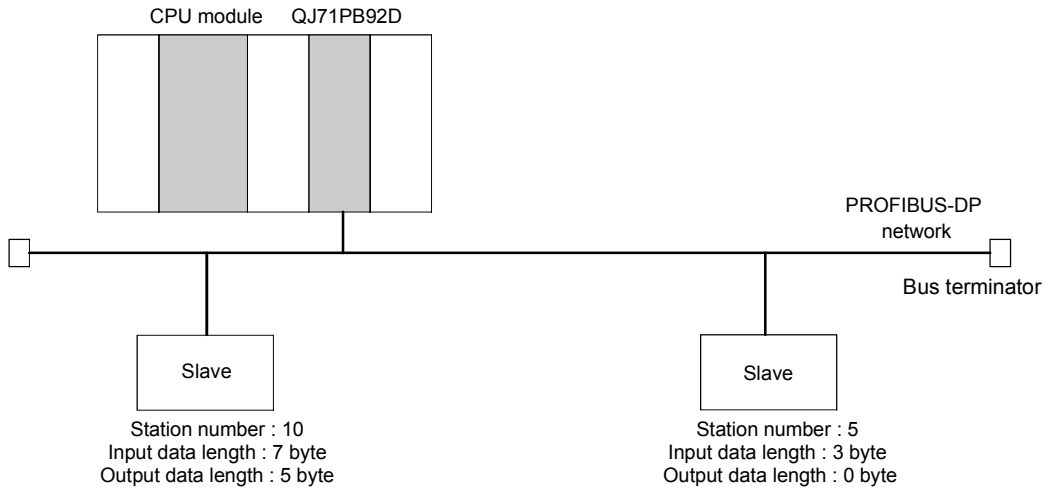 CPU module
QJ71PB92D
PROFIBUS-DP
network
Bus terminator
Slave
Station number : 10
Input data length : 7 byte
Output data length : 5 byte
Slave
Station number : 5
Input data length : 3 byte
Output data length : 0 byte